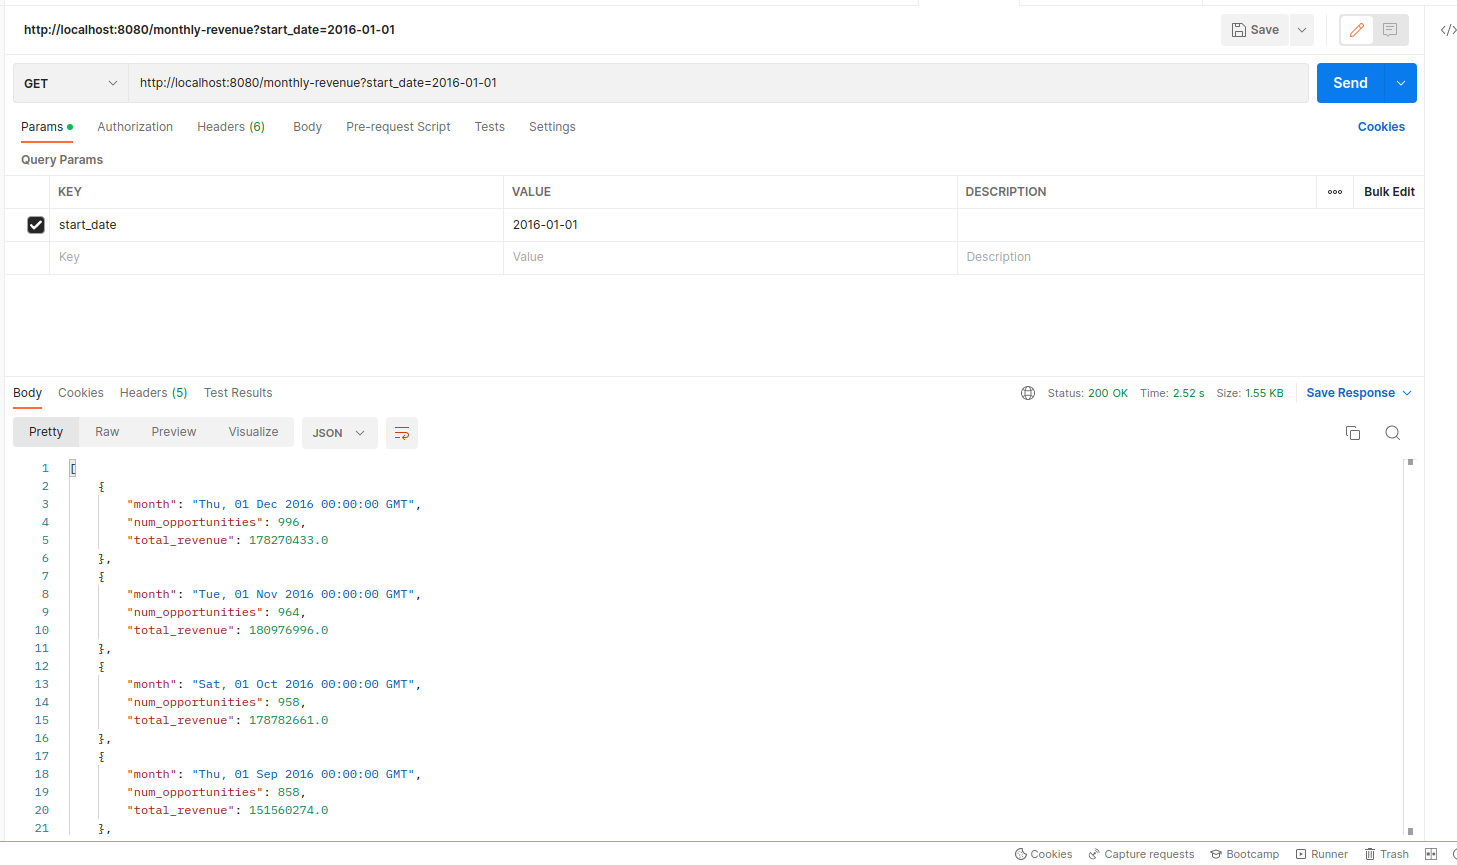 http://localhost:8080/monthly-revenue?start_date=2016-01-01 Save </>
GET http://localhost:8080/monthly-revenue?start_date=2016-01-01 Send
Params Authorization Headers (6) Body Pre-request Script Tests Settings Cookies
Query Params
KEY VALUE DESCRIPTION Bulk Edit
start_date 2016-01-01
Key Value Description
Body Cookies Headers (5) Test Results Status: 200 OK Time: 2.52 s Size: 1.55 KB Save Response
Pretty Raw Preview Visualize JSON
1 [
2 {
3 "month": "Thu, 01 Dec 2016 00:00:00 GMT",
4 "num_opportunities": 996,
5 "total_revenue": 178270433.0
6 },
7 {
8 "month": "Tue, 01 Nov 2016 00:00:00 GMT",
9 "num_opportunities": 964,
10 "total_revenue": 180976996.0
11 },
12 {
13 "month": "Sat, 01 Oct 2016 00:00:00 GMT",
14 "num_opportunities": 958,
15 "total_revenue": 178782661.0
16 },
17 {
18 "month": "Thu, 01 Sep 2016 00:00:00 GMT",
19 "num_opportunities": 858,
20 "total_revenue": 151560274.0
21 },
Cookies Capture requests Bootcamp Runner Trash